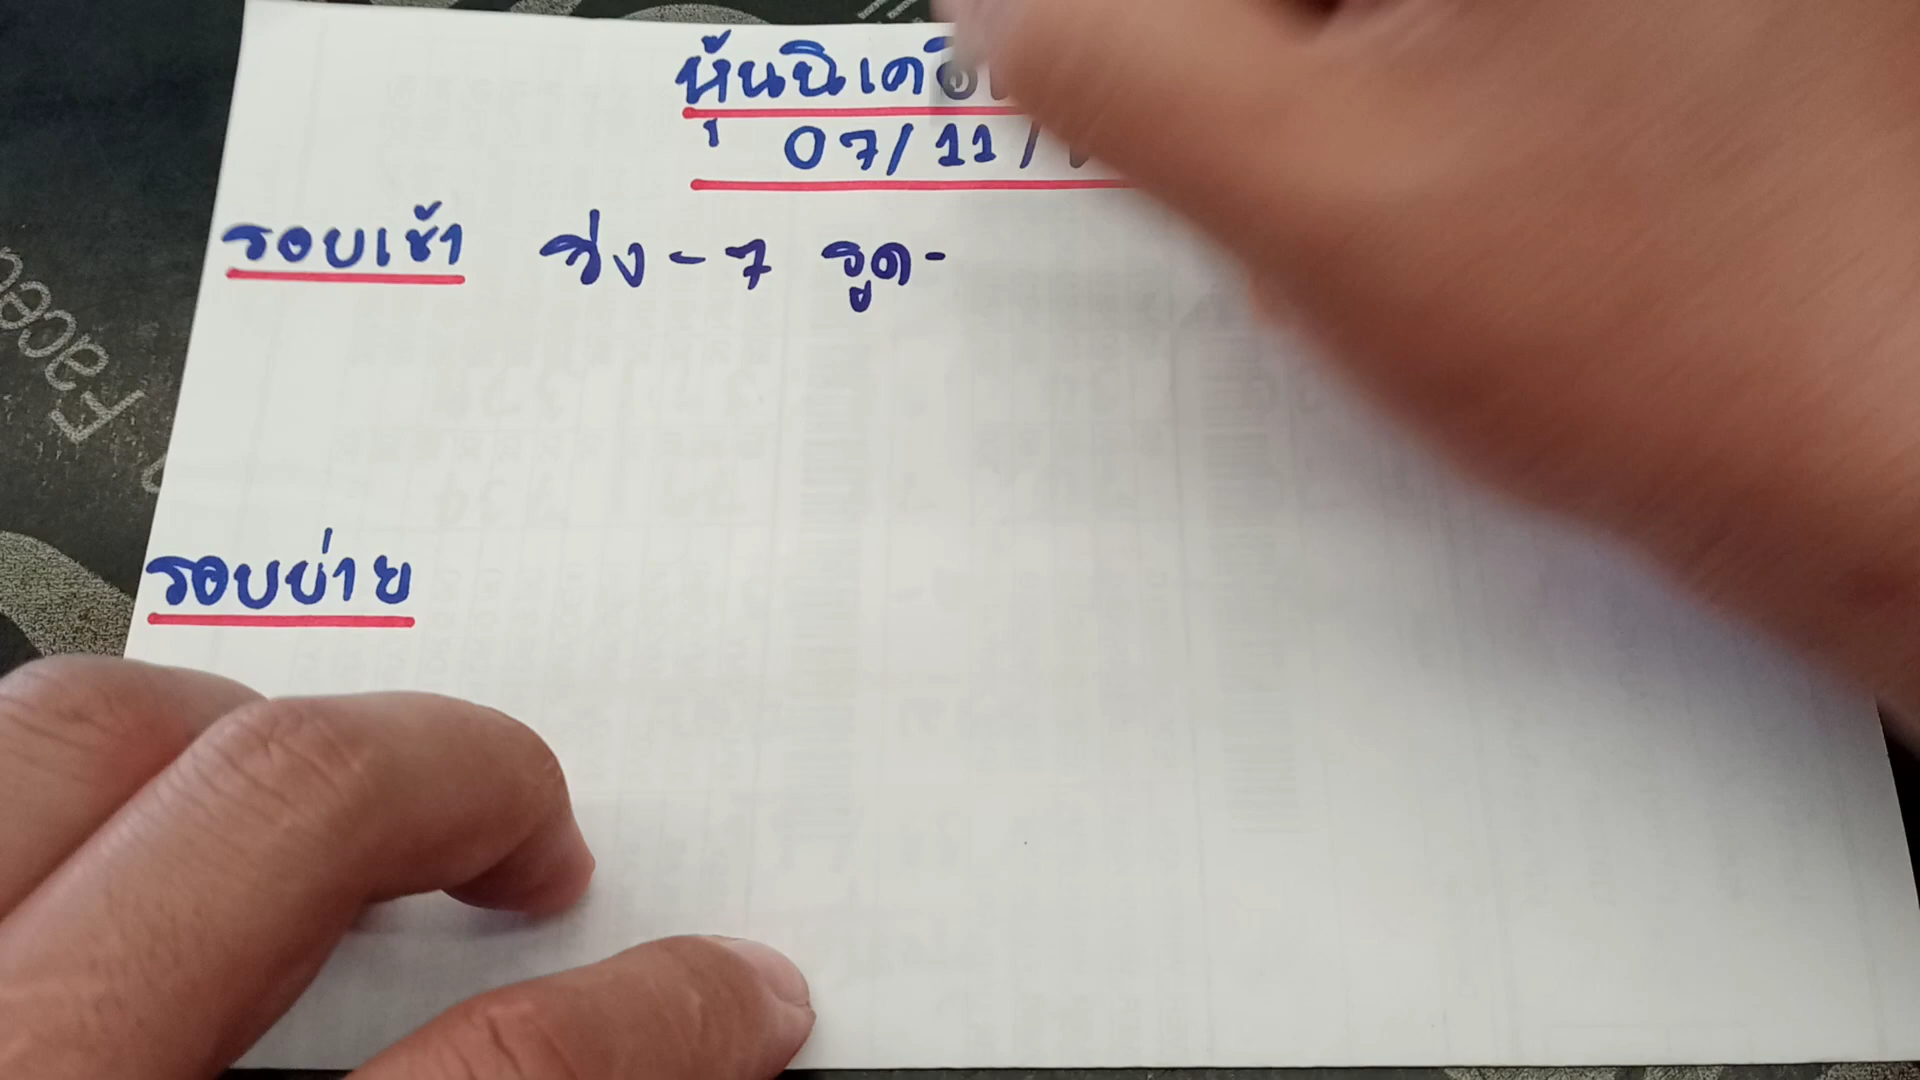 หุ้นนิเคอิ
07/11/
รอบเช้า วิ่ง - 7 รูด -
รอบบ่าย